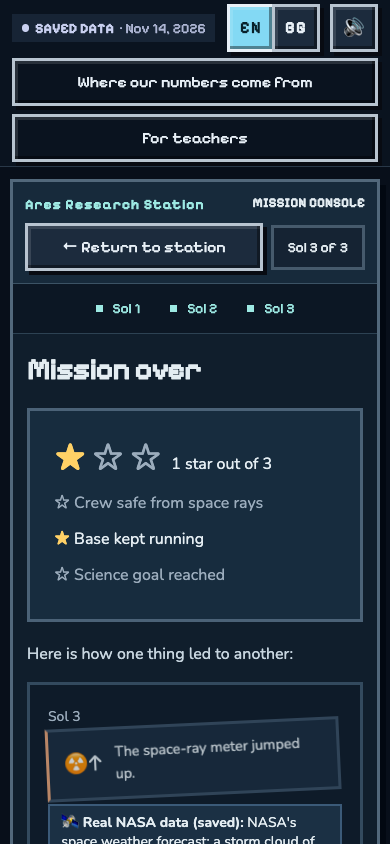 SAVED DATA · Nov 14, 2026
EN
Where our numbers come from
For teachers
Ares Research Station
MISSION CONSOLE
← Return to station
Sol 3 of 3
Sol 1
Sol 2
Sol 3
Mission over
1 star out of 3
Crew safe from space rays
Base kept running
Science goal reached
Here is how one thing led to another:
Sol 3
The space-ray meter jumped
up.
Real NASA data (saved): NASA's
space weather forecast: a storm cloud of